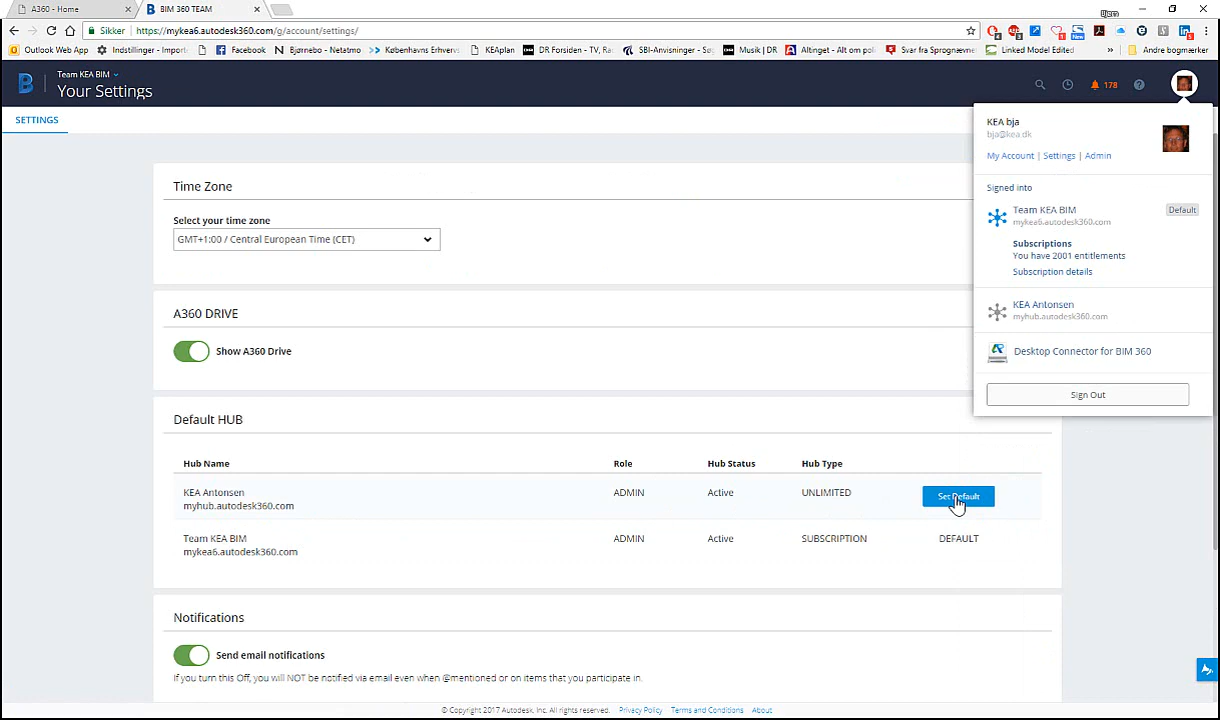 A360 - Home
BIM 360 TEAM
Bjørn
Sikker
https://mykea6.autodesk360.com/g/account/settings/
Outlook Web App
Indstillinger - Import
Facebook
Bjørnebo - Netatmo
Københavns Erhverv
KEAplan
DR Forsiden - TV, Ra
SBI-Anvisninger - Sø
Musik | DR
Altinget - Alt om pol
Svar fra Sprognævne
Linked Model Edited
»
Andre bogmærker
Team KEA BIM
Your Settings
178
SETTINGS
KEA bja
bja@kea.dk
My Account | Settings | Admin
Signed into
Team KEA BIM
Default
mykea6.autodesk360.com
Subscriptions
You have 2001 entitlements
Subscription details
KEA Antonsen
myhub.autodesk360.com
Desktop Connector for BIM 360
Sign Out
Time Zone
Select your time zone
GMT+1:00 / Central European Time (CET)
A360 DRIVE
Show A360 Drive
Default HUB
Hub Name Role Hub Status Hub Type
KEA Antonsen ADMIN Active UNLIMITED Set Default
myhub.autodesk360.com
Team KEA BIM ADMIN Active SUBSCRIPTION DEFAULT
mykea6.autodesk360.com
Notifications
Send email notifications
If you turn this Off, you will NOT be notified via email even when @mentioned or on items that you participate in.
© Copyright 2017 Autodesk, Inc. All rights reserved. Privacy Policy Terms and Conditions About